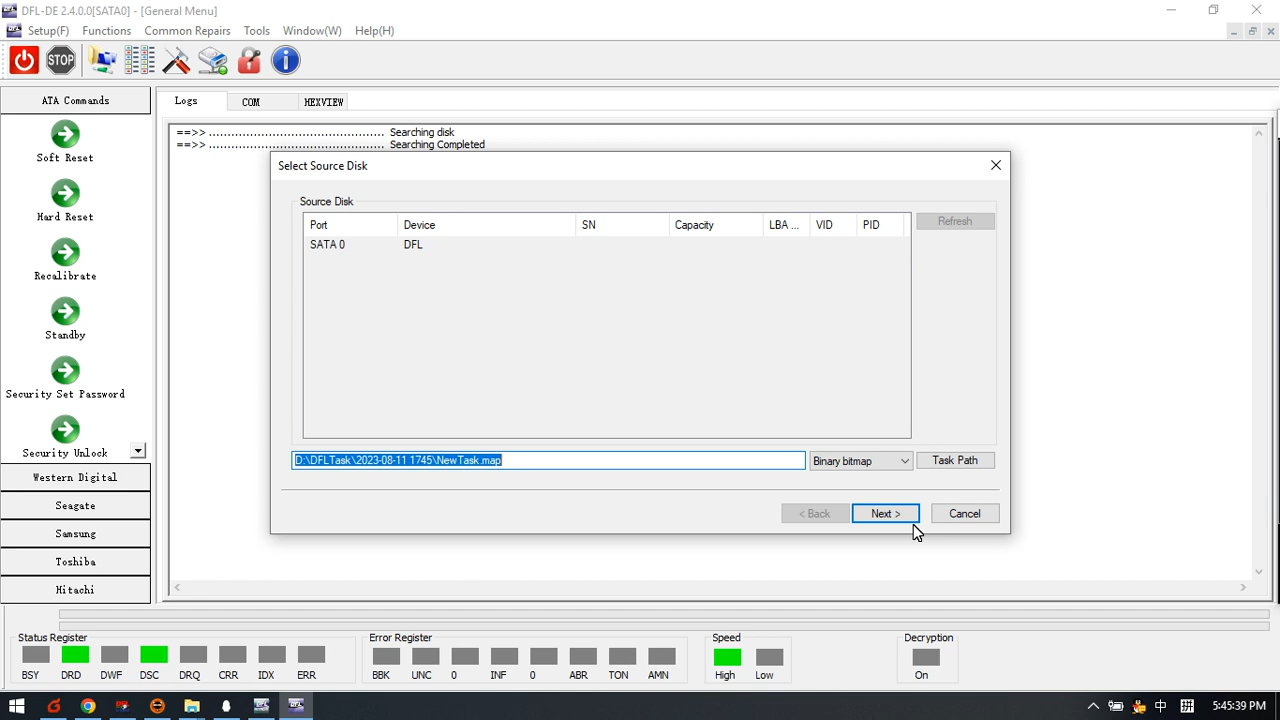 DFL-DE 2.4.0.0[SATA0] - [General Menu]
Setup(F) Functions Common Repairs Tools Window(W) Help(H)
STOP
ATA Commands
Soft Reset
Hard Reset
Recalibrate
Standby
Security Set Password
Security Unlock
Western Digital
Seagate
Samsung
Toshiba
Hitachi
Logs COM HEXVIEW
==>> ............................................... Searching disk
==>> ............................................... Searching Completed
Select Source Disk
Source Disk
Port Device SN Capacity LBA ... VID PID
SATA 0 DFL
Refresh
D:\DFLTask\2023-08-11 1745\NewTask.map Binary bitmap Task Path
< Back Next > Cancel
Status Register Error Register Speed Decryption
BSY DRD DWF DSC DRQ CRR IDX ERR BBK UNC 0 INF 0 ABR TON AMN High Low On
中 拼 5:45:39 PM